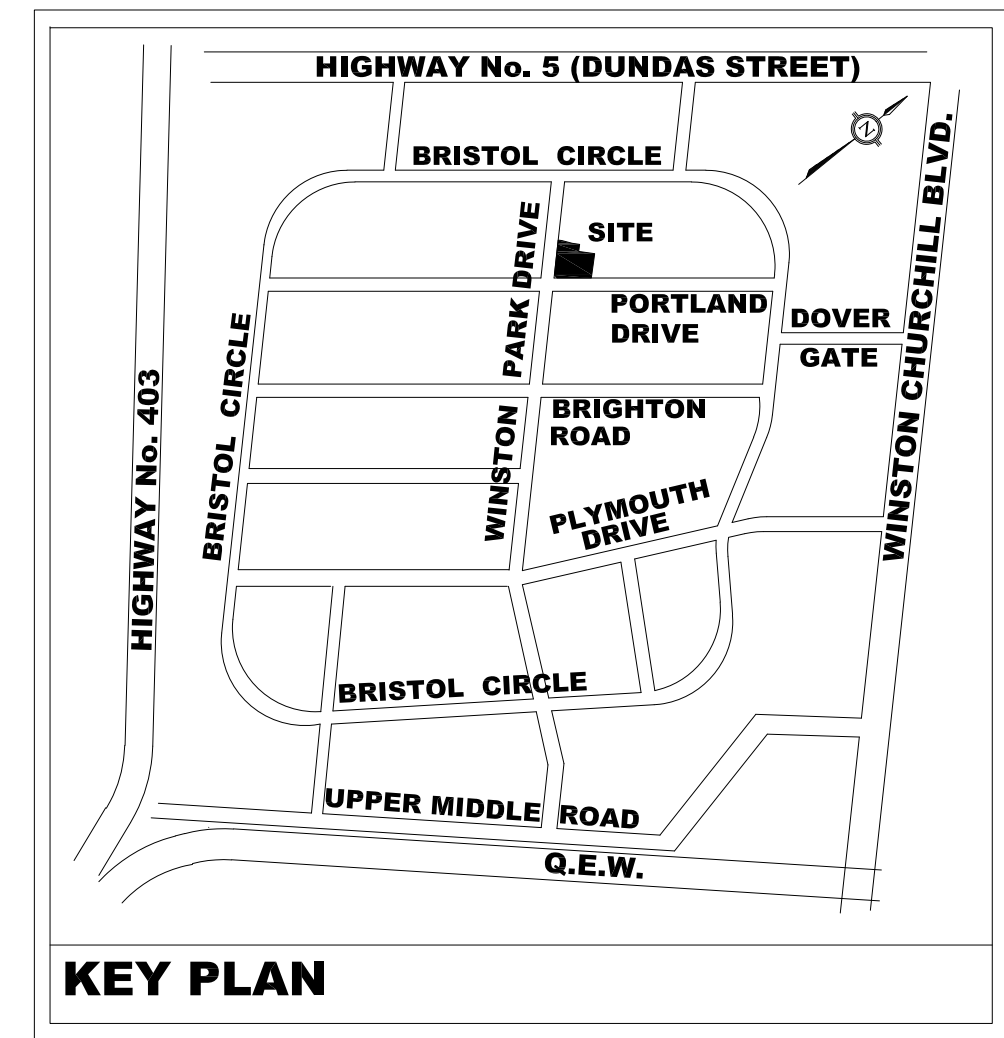 HIGHWAY No. 5 (DUNDAS STREET)
N
BRISTOL CIRCLE
WINSTON CHURCHILL BLVD.
WINSTON PARK DRIVE
SITE
PORTLAND
DRIVE
DOVER
GATE
BRISTOL CIRCLE
HIGHWAY No. 403
BRIGHTON
ROAD
PLYMOUTH
DRIVE
BRISTOL CIRCLE
UPPER MIDDLE ROAD
Q.E.W.
KEY PLAN